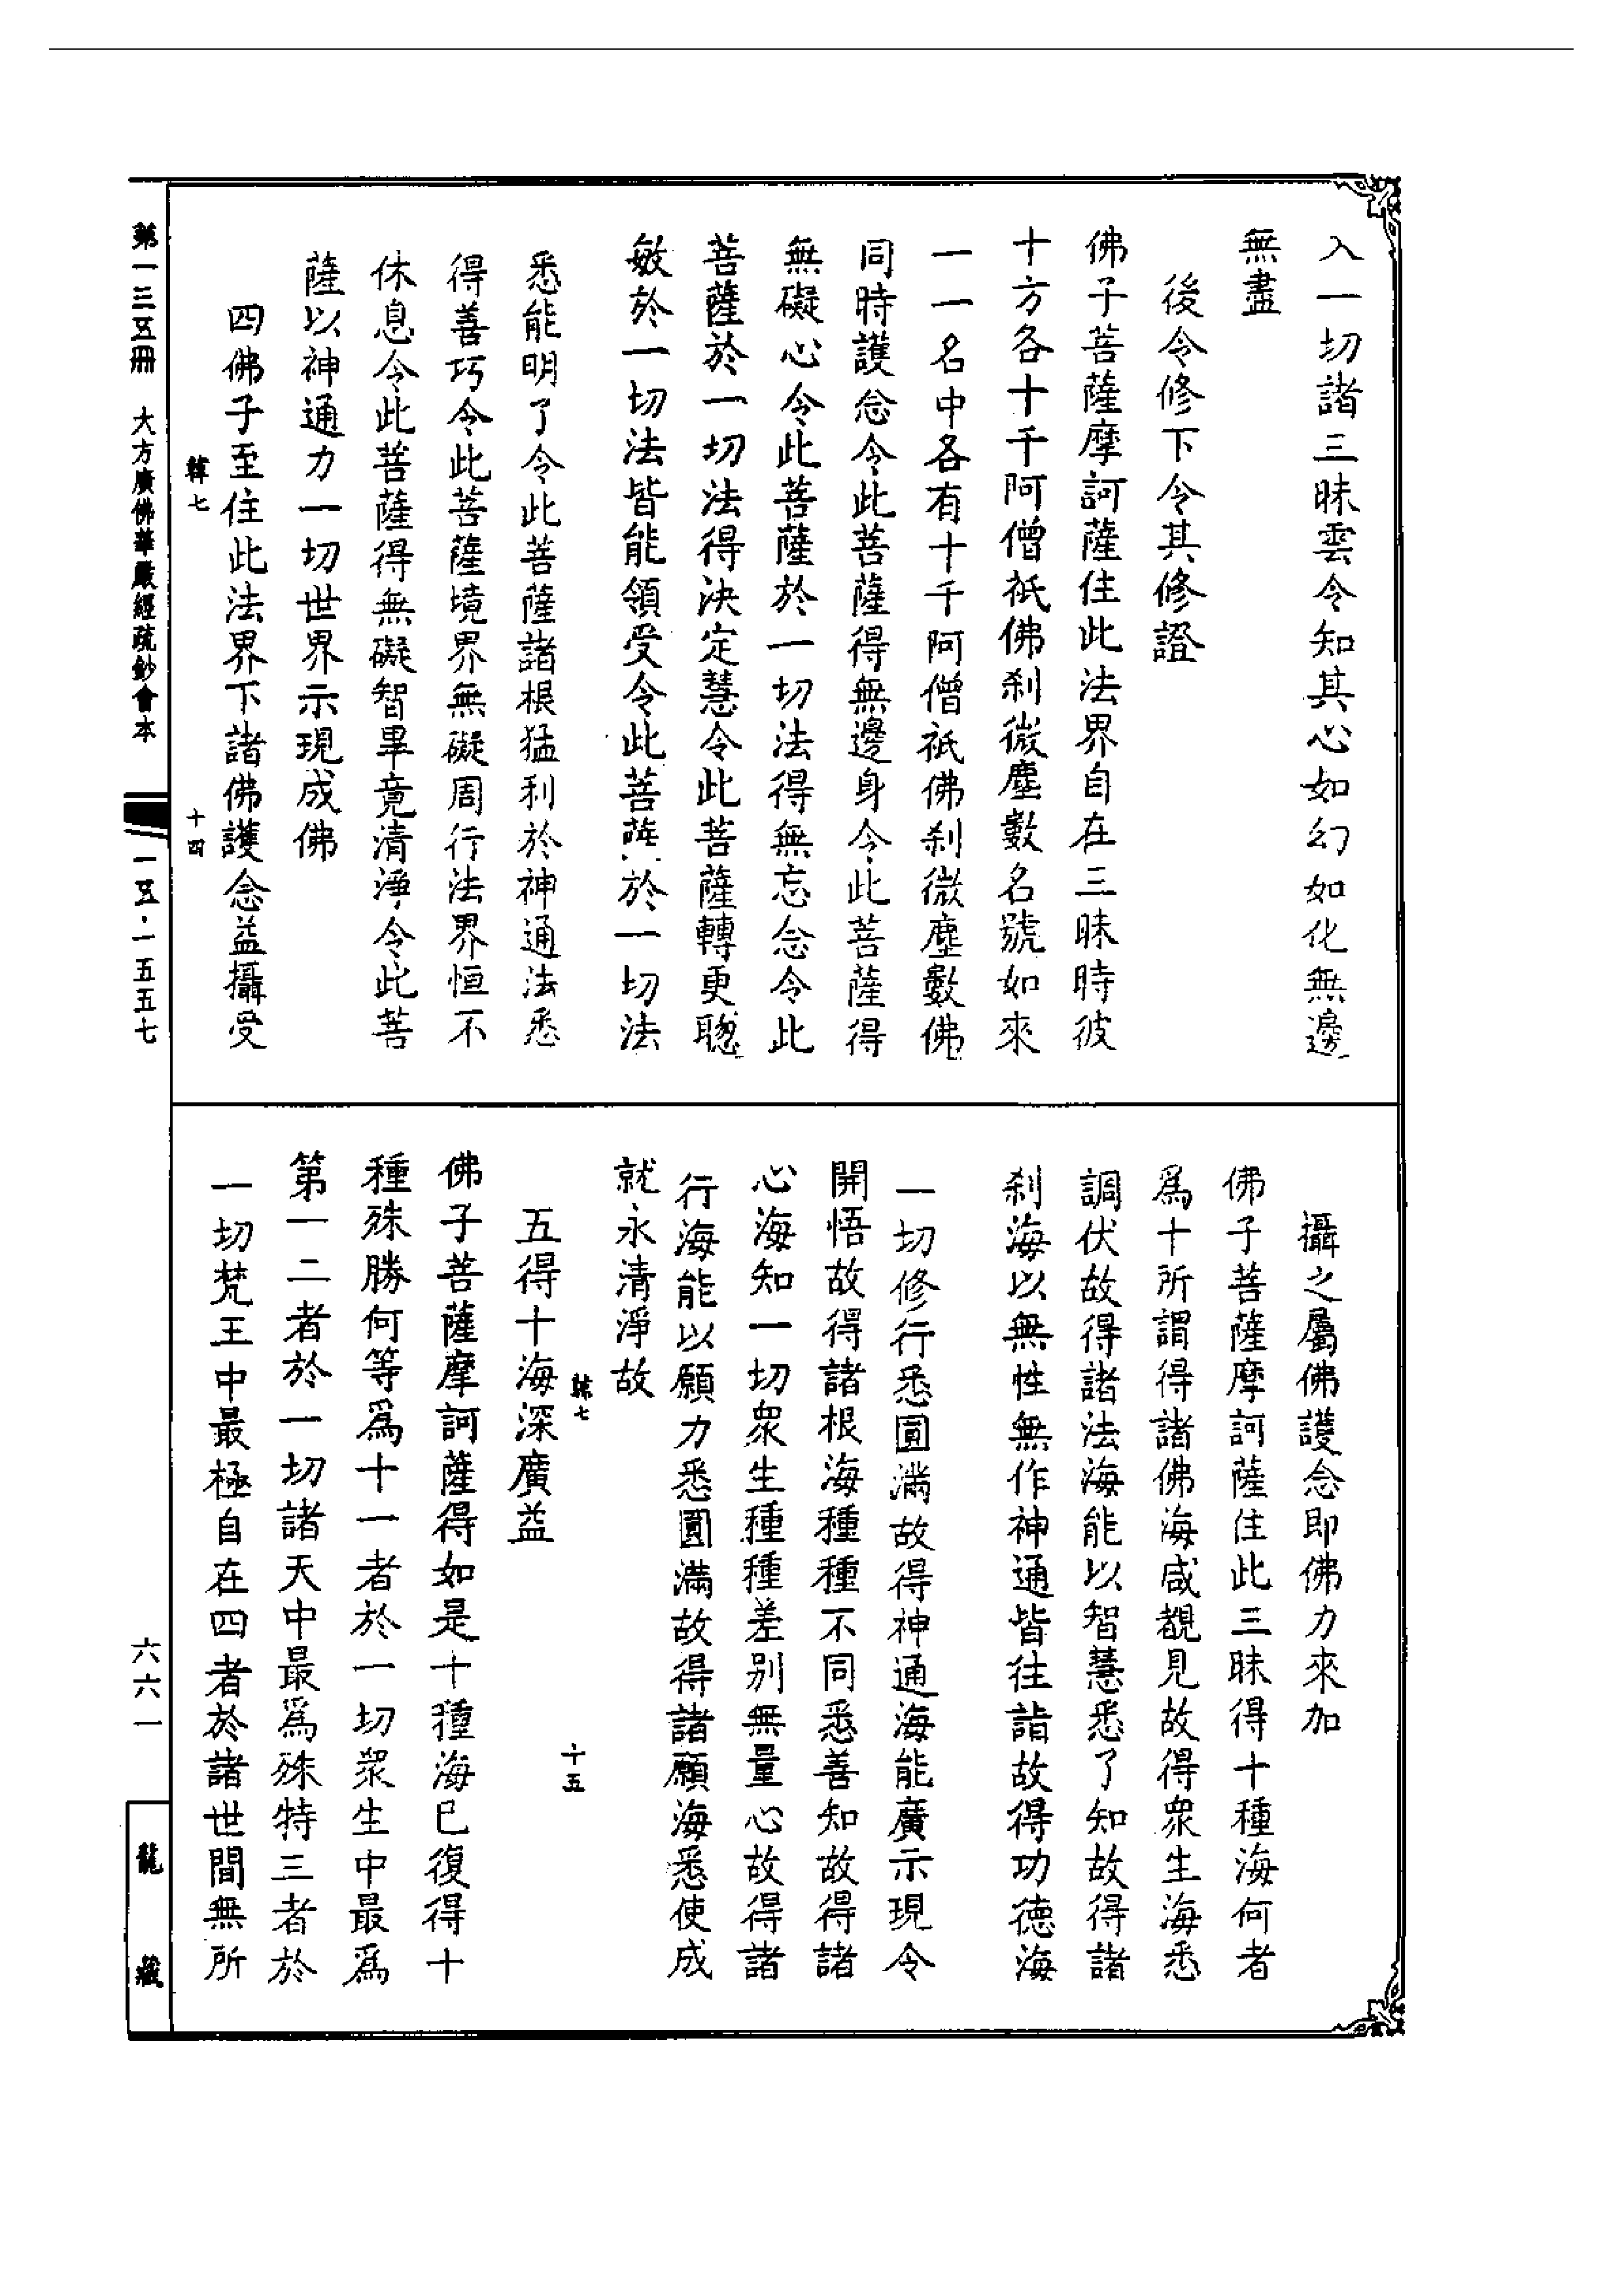 入一切諸三昧雲令知其心如幻如化無邊
無盡
後令修下令其修證
佛子菩薩摩訶薩住此法界自在三昧時彼
十方各十千阿僧祇佛剎微塵數名號如來
一一名中各有十千阿僧祇佛剎微塵數佛
同時護念令此菩薩得無邊身令此菩薩得
無礙心令此菩薩於一切法得無忘念令此
菩薩於一切法得決定慧令此菩薩轉更聰
敏於一切法皆能領受令此菩薩於一切法
悉能明了令此菩薩諸根猛利於神通法悉
得善巧令此菩薩境界無礙周行法界恒不
休息令此菩薩得無礙智畢竟清淨令此菩
薩以神通力一切世界示現成佛
四佛子至住此法界下諸佛護念益攝受
韓七 十四
攝之屬佛護念即佛力來加
佛子菩薩摩訶薩住此三昧得十種海何者
爲十所謂得諸佛海咸覩見故得眾生海悉
調伏故得諸法海能以智慧悉了知故得諸
剎海以無性無作神通皆往詣故得功德海
一切修行悉圓滿故得神通海能廣示現令
開悟故得諸根海種種不同悉善知故得諸
心海知一切眾生種種差別無量心故得諸
行海能以願力悉圓滿故得諸願海悉使成
就永清淨故
韓七 十五
五得十海深廣益
佛子菩薩摩訶薩得如是十種海已復得十
種殊勝何等爲十一者於一切眾生中最爲
第一二者於一切諸天中最爲殊特三者於
一切梵王中最極自在四者於諸世間無所
第一三五冊 大方廣佛華嚴經疏鈔會本 一五·一五五七
六六一
龍藏